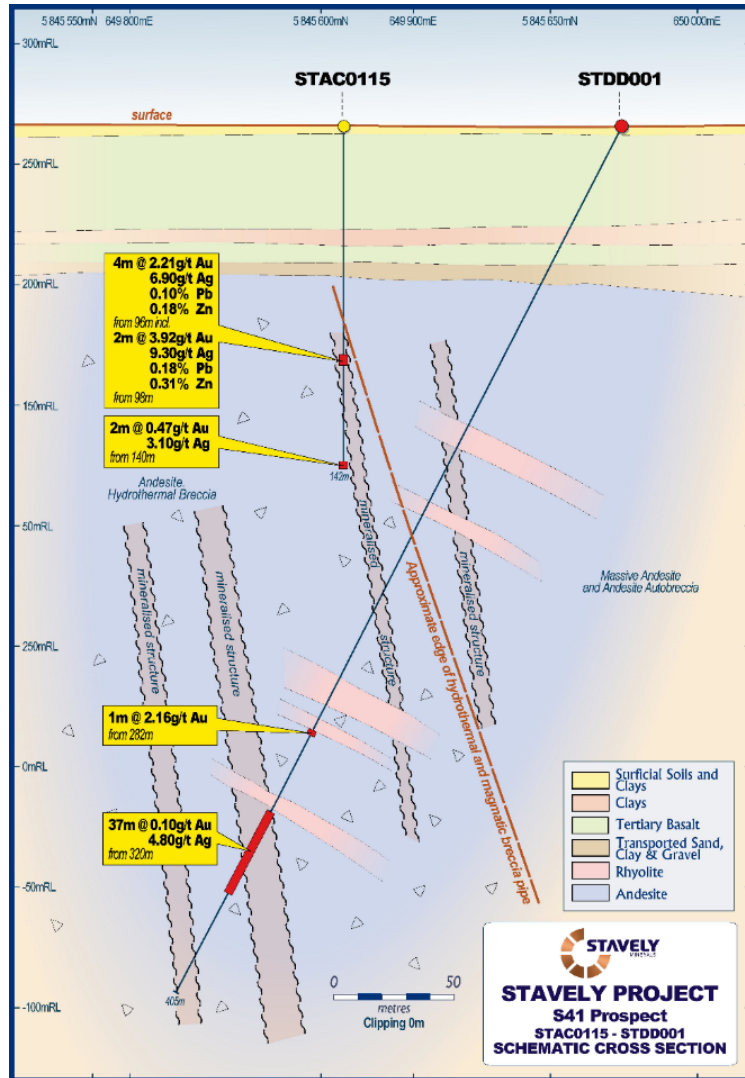 5 845 550mN 649 800mE 5 845 600mN 649 900mE 5 845 650mN 650 000mE
300mRL
STAC0115 STDD001
surface
250mRL
200mRL
4m @ 2.21g/t Au
6.90g/t Ag
0.10% Pb
0.18% Zn
from 96m incl.
2m @ 3.92g/t Au
9.30g/t Ag
0.18% Pb
0.31% Zn
from 98m
150mRL
2m @ 0.47g/t Au
3.10g/t Ag
from 140m
142m
Andesite,
Hydrothermal Breccia
50mRL
mineralised
structure
mineralised structure
mineralised structure
mineralised structure
Approximate edge of hydrothermal and magmatic breccia pipe
Massive Andesite
and Andesite Autobreccia
250mRL
1m @ 2.16g/t Au
from 282m
0mRL
37m @ 0.10g/t Au
4.80g/t Ag
from 320m
-50mRL
405m
-100mRL
Surficial Soils and
Clays
Clays
Tertiary Basalt
Transported Sand,
Clay & Gravel
Rhyolite
Andesite
0 50
metres
Clipping 0m
STAVELY
MINERALS
STAVELY PROJECT
S41 Prospect
STAC0115 - STDD001
SCHEMATIC CROSS SECTION